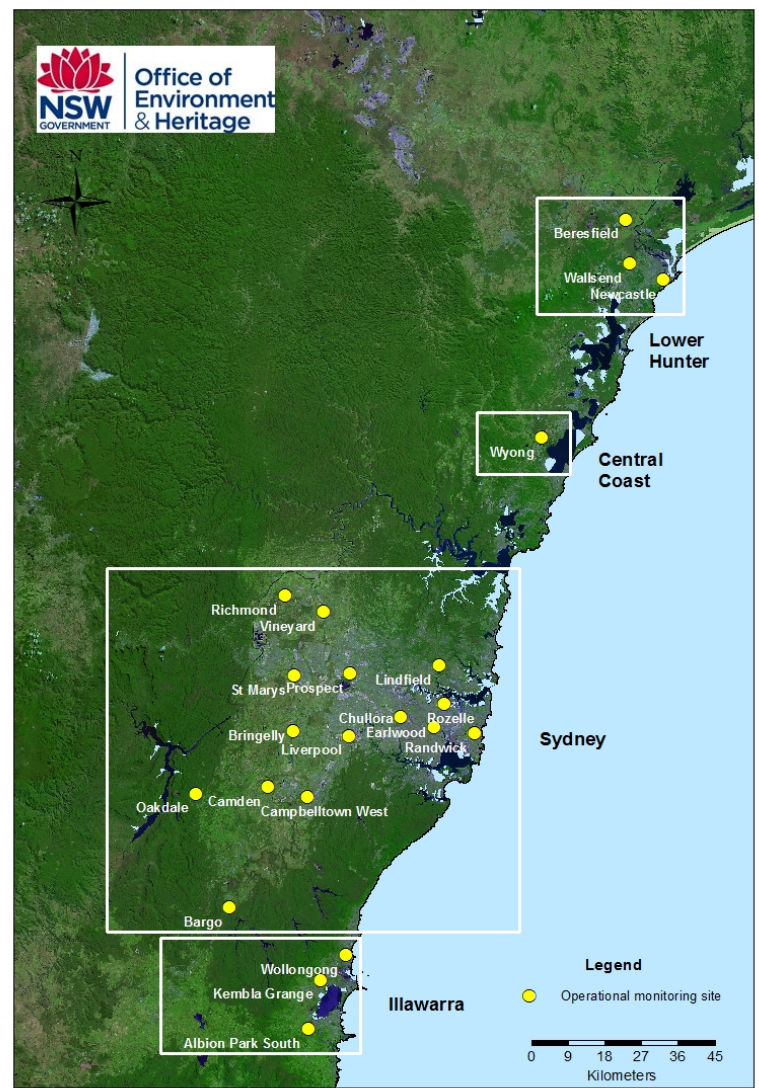 NSW
GOVERNMENT
Office of
Environment
& Heritage
N
Beresfield
Wallsend
Newcastle
Lower
Hunter
Wyong
Central
Coast
Richmond
Vineyard
St Marys
Prospect
Lindfield
Chullora
Rozelle
Earlwood
Bringelly
Liverpool
Randwick
Sydney
Oakdale
Camden
Campbelltown West
Bargo
Wollongong
Kembla Grange
Illawarra
Albion Park South
Legend
Operational monitoring site
0 9 18 27 36 45
Kilometers